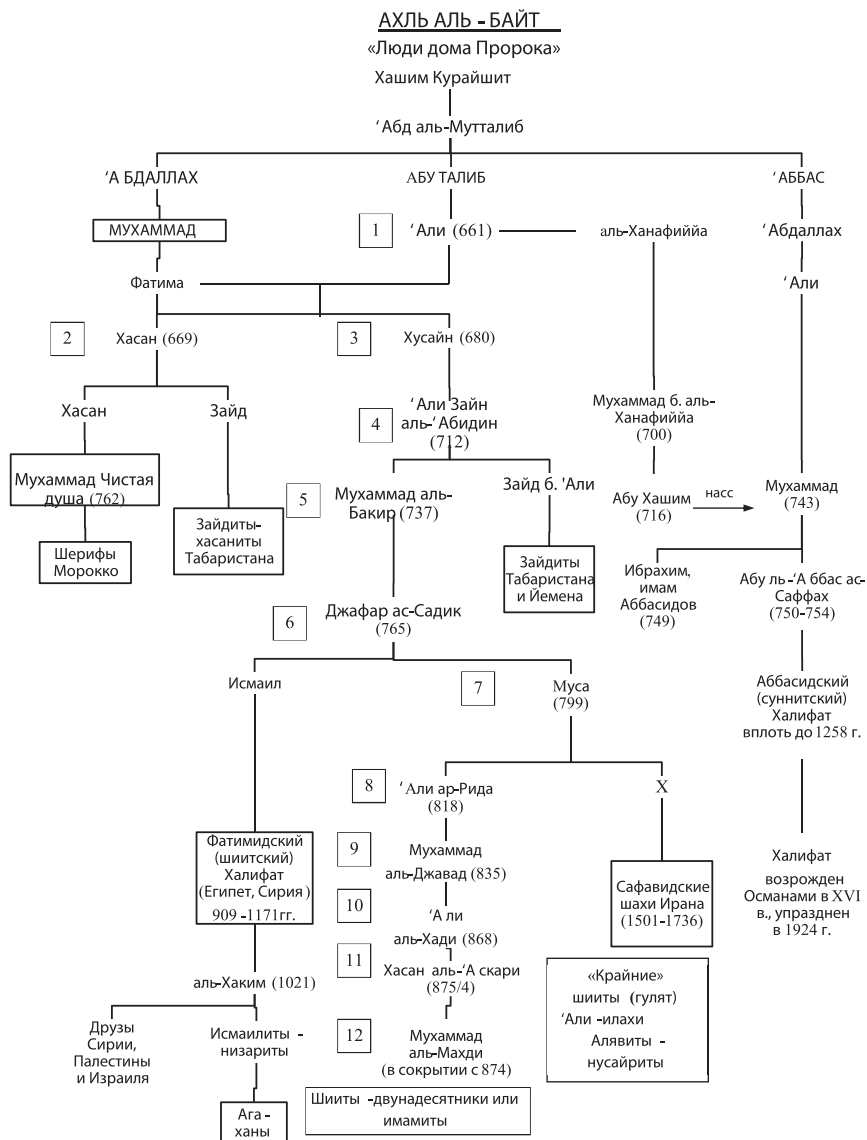 АХЛЬ АЛЬ - БАЙТ
«Люди дома Пророка»
Хашим Курайшит
‘Абд аль-Мутталиб
‘А БДАЛЛАХ
АБУ ТАЛИБ
‘АББАС
МУХАММАД
1
‘Али (661)
аль-Ханафиййа
‘Абдаллах
Фатима
‘Али
2
Хасан (669)
3
Хусайн (680)
Хасан
Зайд
4
‘Али Зайн
аль-‘Абидин
(712)
Мухаммад б. аль-
Ханафиййа
(700)
Мухаммад Чистая
душа (762)
5
Мухаммад аль-
Бакир (737)
Зайд б. 'Али
Абу Хашим
(716)
насс
Мухаммад
(743)
Шерифы
Морокко
Зайдиты-
хасаниты
Табаристана
Зайдиты
Табаристана
и Йемена
Ибрахим,
имам
Аббасидов
(749)
Абу ль-‘А ббас ас-
Саффах
(750-754)
6
Джафар ас-Садик
(765)
Исмаил
7
Муса
(799)
Аббасидский
(суннитский)
Халифат
вплоть до 1258 г.
8
‘Али ар-Рида
(818)
X
Фатимидский
(шиитский)
Халифат
(Египет, Сирия )
909 -1171гг.
9
Мухаммад
аль-Джавад (835)
Сафавидские
шахи Ирана
(1501-1736)
Халифат
возрожден
Османами в XVI
в., упразднен
в 1924 г.
10
‘А ли
аль-Хади (868)
11
Хасан аль-‘А скари
(875/4)
аль-Хаким (1021)
«Крайние»
шииты (гулят)
‘Али -илахи
Алявиты -
нусайриты
Друзы
Сирии,
Палестины
и Израиля
Исмаилиты -
низариты
12
Мухаммад
аль-Махди
(в сокрытии с 874)
Ага -
ханы
Шииты -двунадесятники или
имамиты